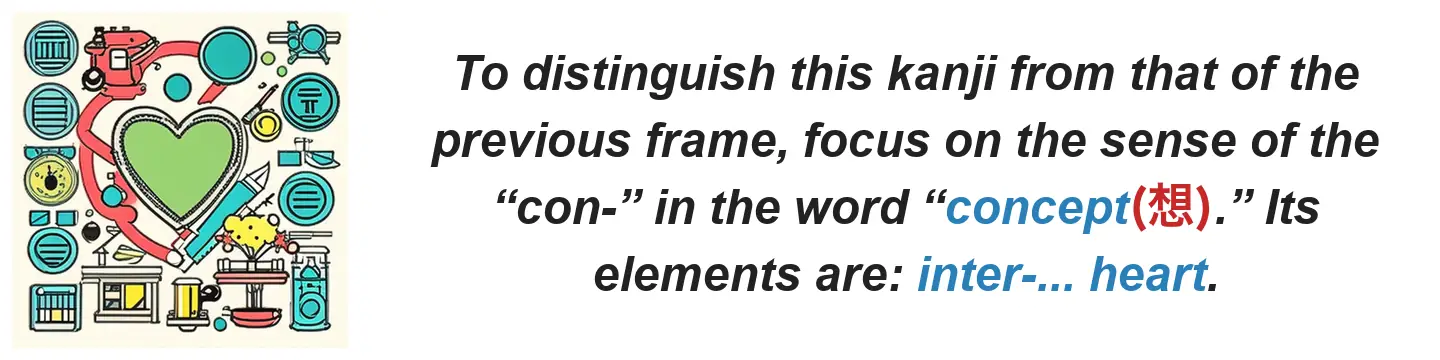 To distinguish this kanji from that of the
previous frame, focus on the sense of the
“con-” in the word “concept(想).” Its
elements are: inter-... heart.